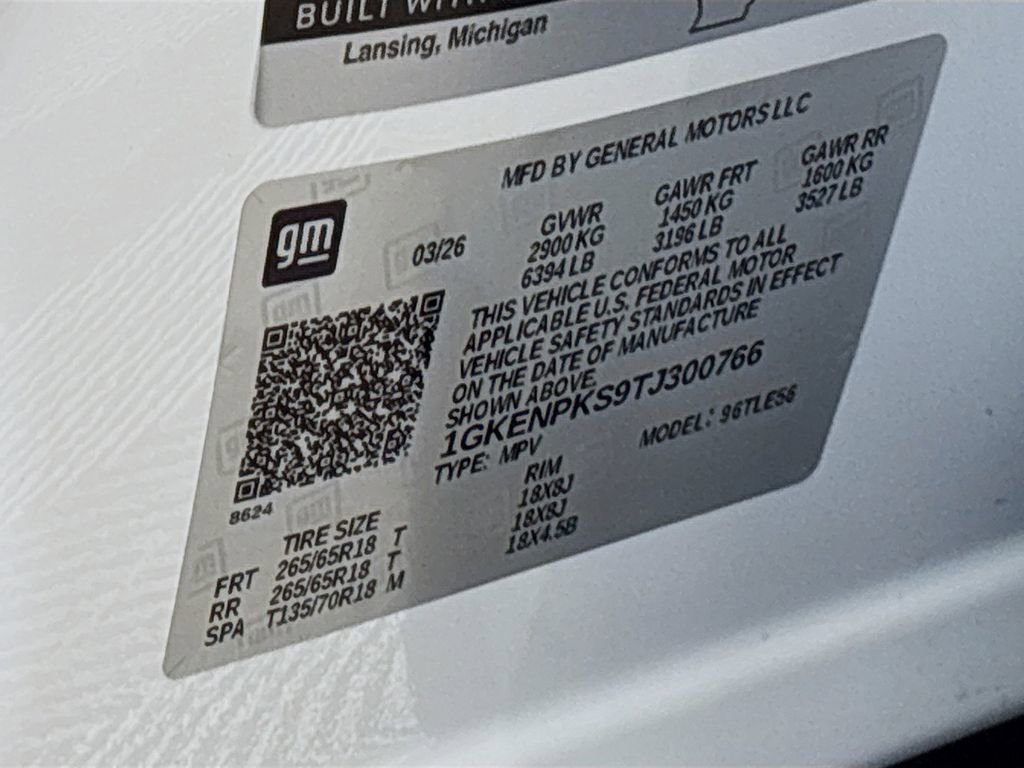 BUILT WITH
Lansing, Michigan
MFD BY GENERAL MOTORS LLC
gm
03/26
GVWR GAWR FRT GAWR RR
2900 KG 1450 KG 1600 KG
6394 LB 3196 LB 3527 LB
THIS VEHICLE CONFORMS TO ALL
APPLICABLE U.S. FEDERAL MOTOR
VEHICLE SAFETY STANDARDS IN EFFECT
ON THE DATE OF MANUFACTURE
SHOWN ABOVE.
1GKENPKS9TJ300766
TYPE: MPV MODEL: 96TLE56
8624
TIRE SIZE RIM
FRT 265/65R18 T 18X8J
RR 265/65R18 T 18X8J
SPA T135/70R18 M 18X4.5B